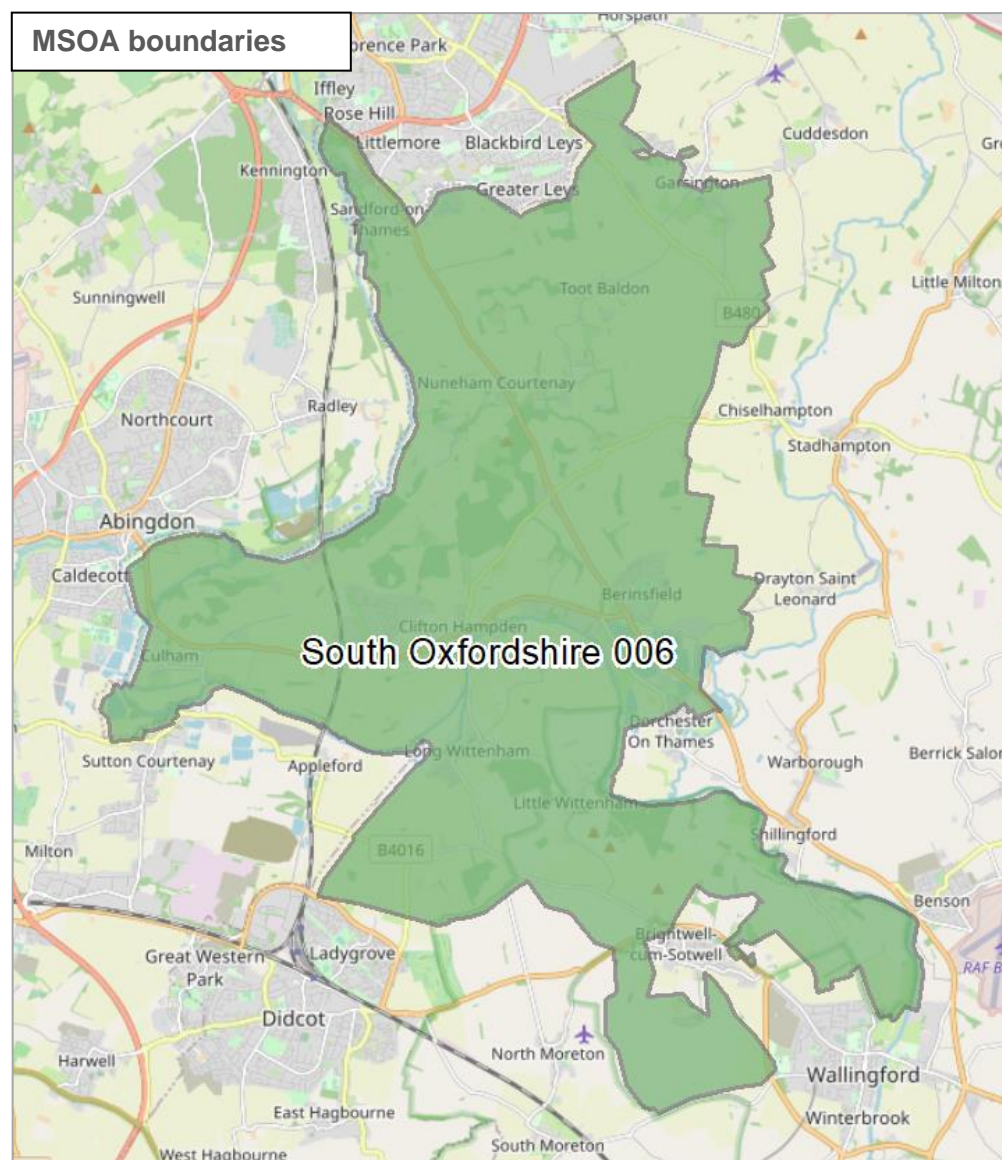 MSOA boundaries
Horspath
orence Park
Iffley
Rose Hill
Littlemore
Blackbird Leys
Cuddesdon
Kennington
Greater Leys
Garsington
Sandford-on-
Thames
Sunningwell
Toot Baldon
Little Milton
B480
Nuneham Courtenay
Northcourt
Radley
Chiselhampton
Stadhampton
Abingdon
Caldecott
Drayton Saint
Leonard
Berinsfield
Clifton Hampden
South Oxfordshire 006
Culham
Dorchester
On Thames
Sutton Courtenay
Appleford
Long Wittenham
Warborough
Berrick Salo
Little Wittenham
Shillingford
Milton
B4016
Benson
Brightwell-
cum-Sotwell
Great Western
Park
Ladygrove
RAF B
Didcot
North Moreton
Harwell
Wallingford
East Hagbourne
Winterbrook
South Moreton
West Hagbourne